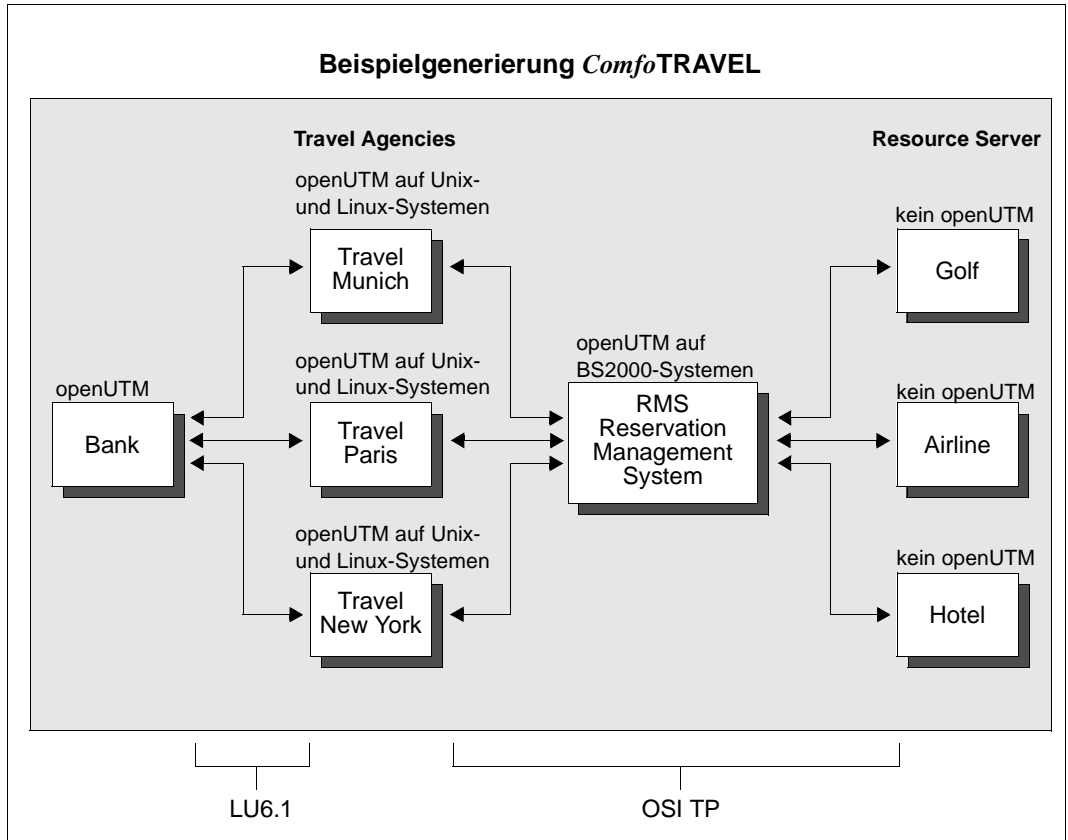 Beispielgenerierung ComfoTRAVEL
Travel Agencies
Resource Server
openUTM auf Unix-
und Linux-Systemen
Travel
Munich
kein openUTM
Golf
openUTM
Bank
openUTM auf Unix-
und Linux-Systemen
Travel
Paris
openUTM auf
BS2000-Systemen
RMS
Reservation
Management
System
kein openUTM
Airline
openUTM auf Unix-
und Linux-Systemen
Travel
New York
kein openUTM
Hotel
LU6.1
OSI TP